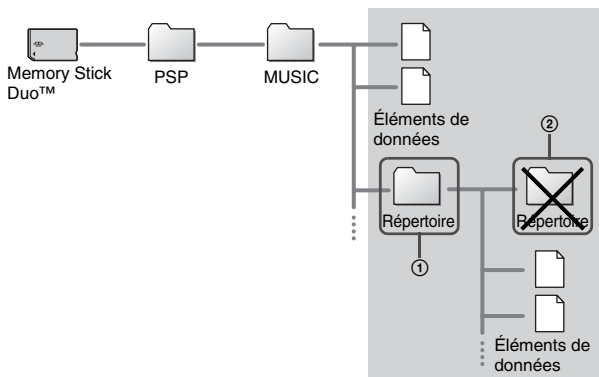 Memory Stick
Duo™
PSP
MUSIC
Éléments de
données
②
Répertoire
Répertoire
①
Éléments de
données